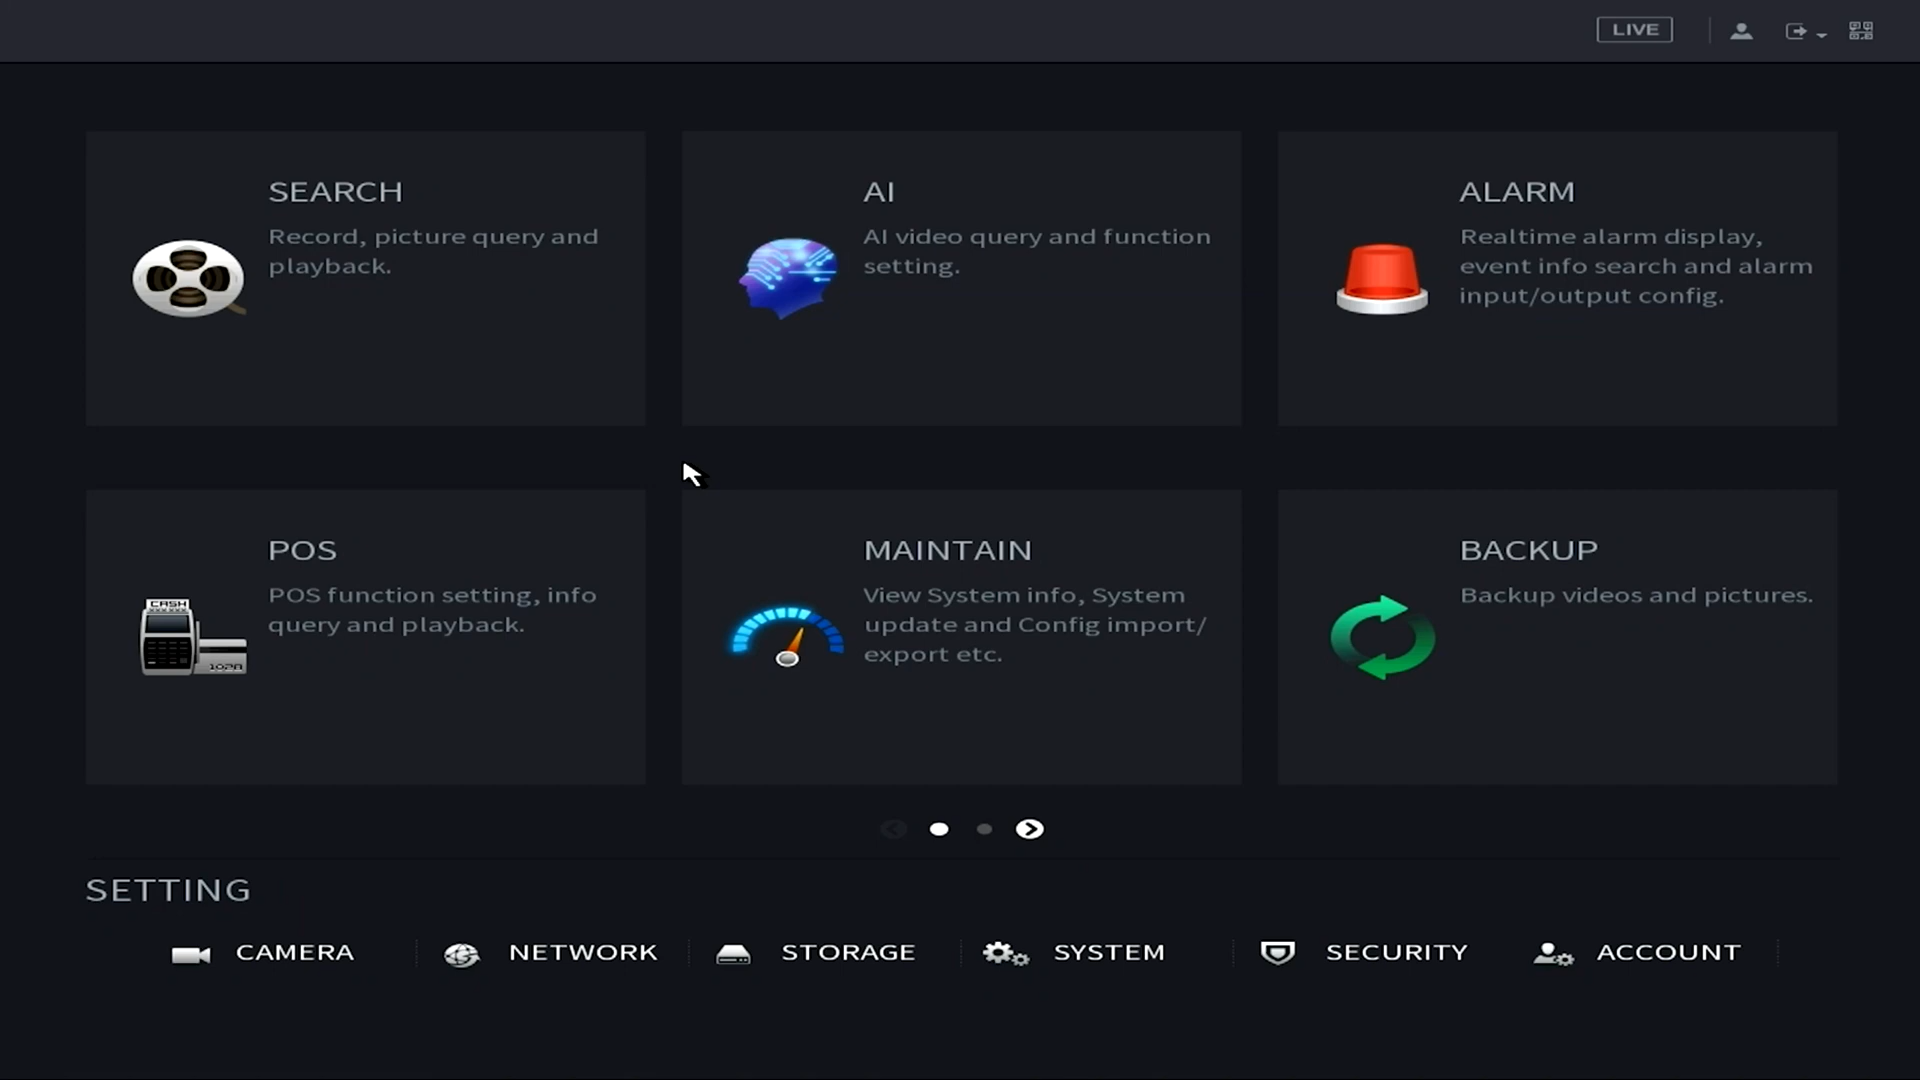 LIVE
SEARCH
Record, picture query and
playback.
AI
AI video query and function
setting.
ALARM
Realtime alarm display,
event info search and alarm
input/output config.
POS
POS function setting, info
query and playback.
CASH
MAINTAIN
View System info, System
update and Config import/
export etc.
BACKUP
Backup videos and pictures.
SETTING
CAMERA
NETWORK
STORAGE
SYSTEM
SECURITY
ACCOUNT